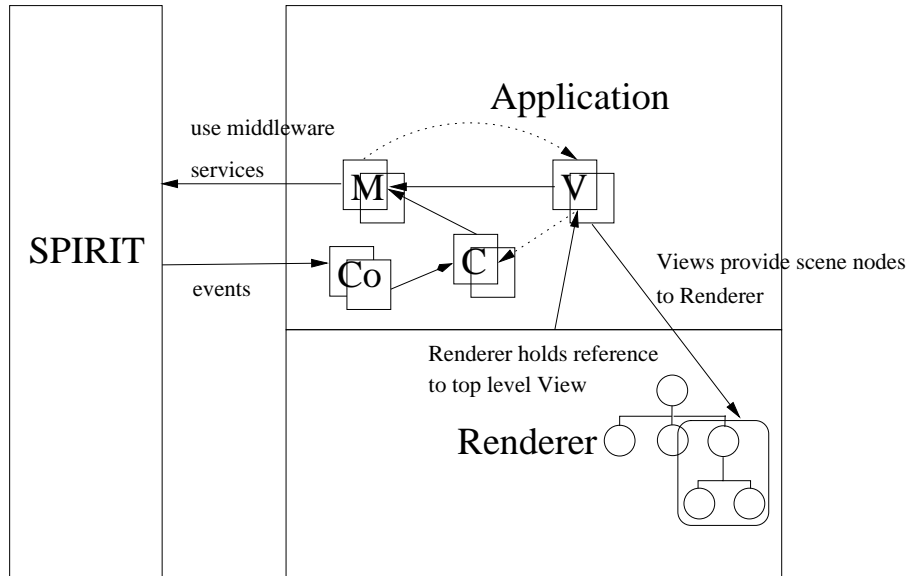 Application
use middleware
services
M
V
SPIRIT
Co
C
events
Views provide scene nodes
to Renderer
Renderer holds reference
to top level View
Renderer